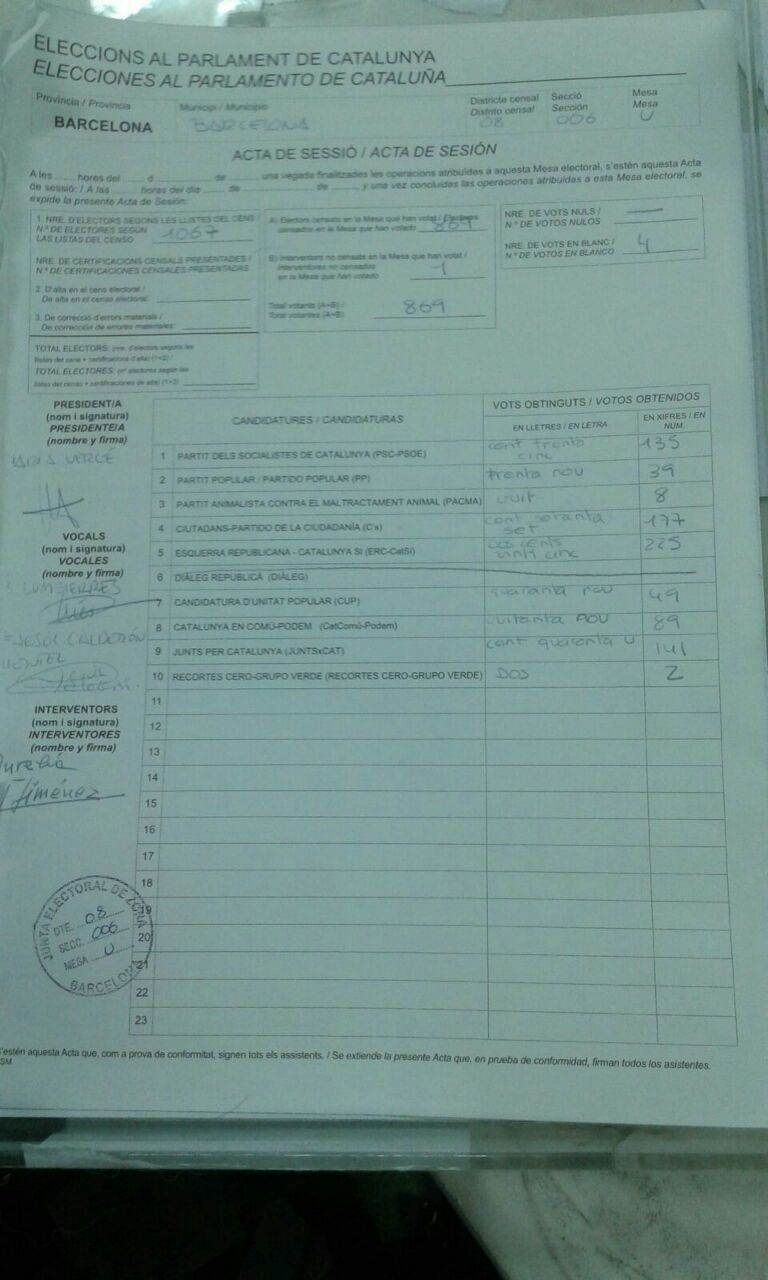 ELECCIONS AL PARLAMENT DE CATALUNYA
ELECCIONES AL PARLAMENTO DE CATALUÑA
Provincia / Provincia
Municipi / Municipio
Districte censal
Distrito censal
Secció
Sección
Mesa
Mesa
BARCELONA
BARCELONA
08
006
U
ACTA DE SESSIÓ / ACTA DE SESIÓN
A les ...... hores del ...... d ...... de ...... una vegada finalitzades les operacions atribuïdes a aquesta Mesa electoral, s'estén aquesta Acta
de sessió: / A las ...... horas del día ...... de ...... de ...... y una vez concluidas las operaciones atribuidas a esta Mesa electoral, se
expide la presente Acta de Sesión:
1. NRE. D'ELECTORS SEGONS LES LLISTES DEL CENS /
N.º DE ELECTORES SEGÚN
LAS LISTAS DEL CENSO
1067
NRE. DE CERTIFICACIONS CENSALS PRESENTADES /
N.º DE CERTIFICACIONES CENSALES PRESENTADAS
2. D'alta en el cens electoral /
De alta en el censo electoral:
3. De correcció d'errors materials /
De corrección de errores materiales:
TOTAL ELECTORS: (nre. d'electors segons les
llistes del cens + certificacions d'alta) (1+2) /
TOTAL ELECTORES: (nº electores según las
listas del censo + certificaciones de alta) (1+2)
A) Electors censats en la Mesa que han votat / Electores
censados en la Mesa que han votado
B) Interventors no censats en la Mesa que han votat /
Interventores no censados
en la Mesa que han votado
1
Total votants (A+B) /
Total votantes (A+B)
869
NRE. DE VOTS NULS /
N.º DE VOTOS NULOS
—
NRE. DE VOTS EN BLANC /
N.º DE VOTOS EN BLANCO
4
PRESIDENT/A
(nom i signatura)
PRESIDENTE/A
(nombre y firma)
VERGÉ
VOCALS
(nom i signatura)
VOCALES
(nombre y firma)
LUMBIERRES
JESÚS CALDERÓN
INTERVENTORS
(nom i signatura)
INTERVENTORES
(nombre y firma)
Jiménez
CANDIDATURES / CANDIDATURAS
VOTS OBTINGUTS / VOTOS OBTENIDOS
EN LLETRES / EN LETRA
EN XIFRES / EN NÚM
1 PARTIT DELS SOCIALISTES DE CATALUNYA (PSC-PSOE) cent trenta cinc 135
2 PARTIT POPULAR / PARTIDO POPULAR (PP) trenta nou 39
3 PARTIT ANIMALISTA CONTRA EL MALTRACTAMENT ANIMAL (PACMA) vuit 8
4 CIUTADANS-PARTIDO DE LA CIUDADANÍA (C's) cent setanta set 177
5 ESQUERRA REPUBLICANA - CATALUNYA SÍ (ERC-CatSí) dos cents vinti cinc 225
6 DIÀLEG REPUBLICÀ (DIÀLEG)
7 CANDIDATURA D'UNITAT POPULAR (CUP) quaranta nou 49
8 CATALUNYA EN COMÚ-PODEM (CatComú-Podem) vuitanta nou 89
9 JUNTS PER CATALUNYA (JUNTSxCAT) cent quaranta u 141
10 RECORTES CERO-GRUPO VERDE (RECORTES CERO-GRUPO VERDE) DOS 2
11
12
13
14
15
16
17
18
19
20
21
22
23
JUNTA ELECTORAL DE ZONA
DTE. 08
SECC. 006
MESA U
BARCELONA
S'estén aquesta Acta que, com a prova de conformitat, signen tots els assistents. / Se extiende la presente Acta que, en prueba de conformidad, firman todos los asistentes.
SM